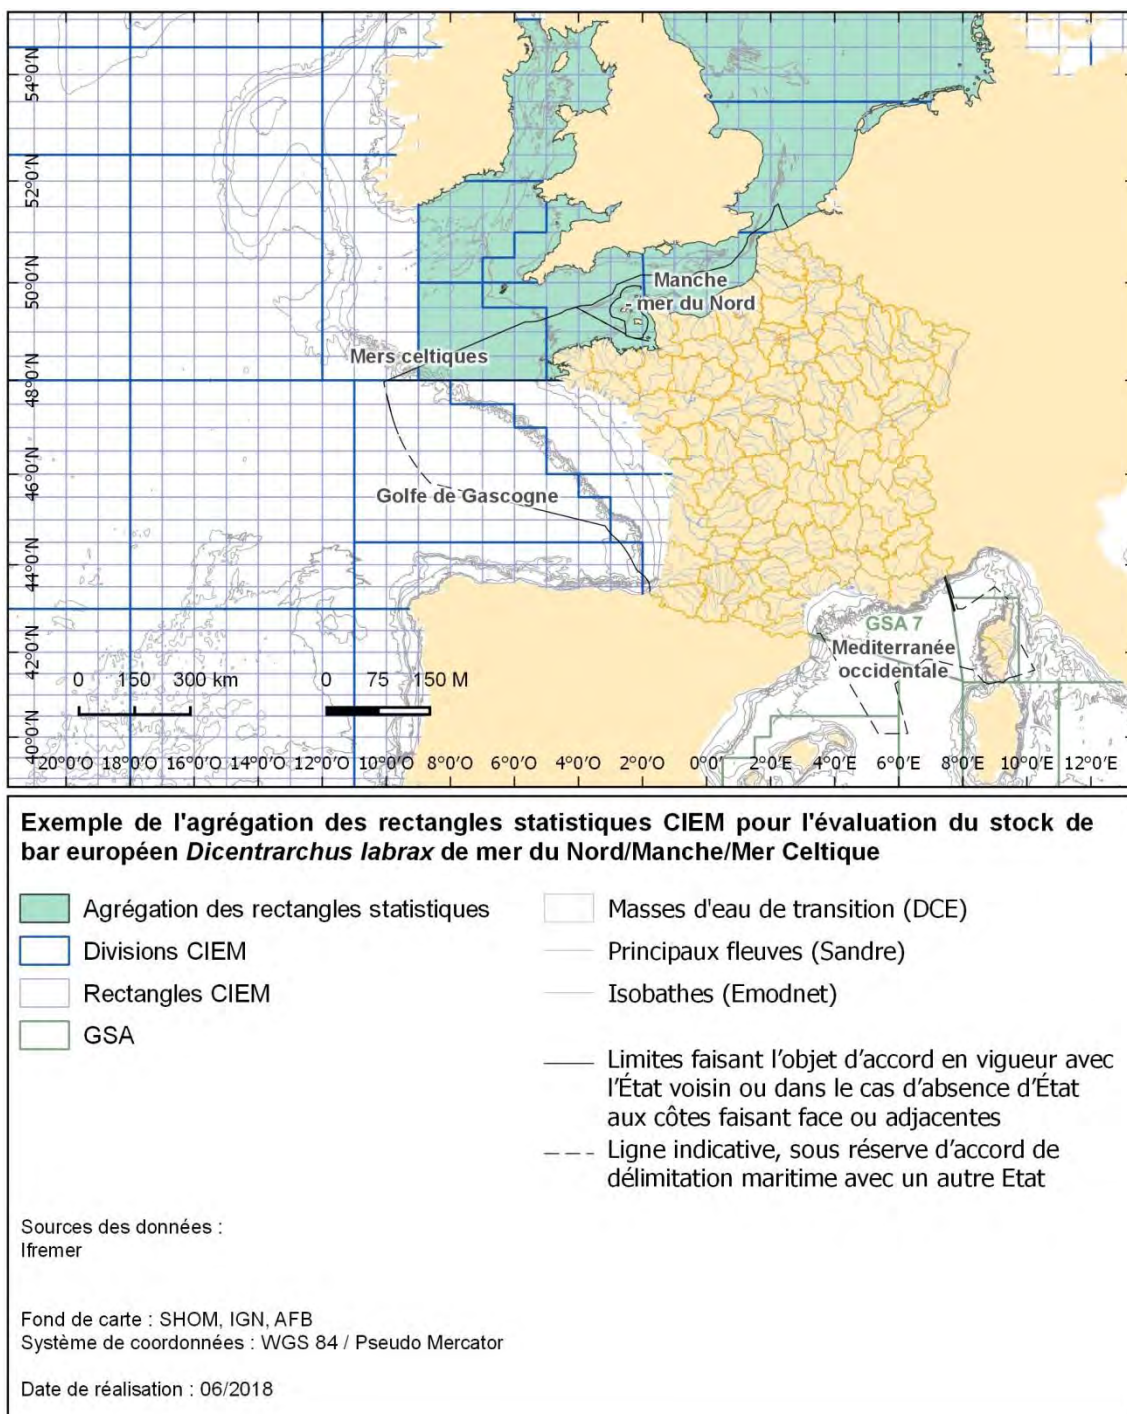 54°0'N
52°0'N
50°0'N
48°0'N
46°0'N
44°0'N
42°0'N
40°0'N
Manche
- mer du Nord
Mers celtiques
Golfe de Gascogne
GSA 7
Mediterranée
occidentale
0 150 300 km
0 75 150 M
20°0'O 18°0'O 16°0'O 14°0'O 12°0'O 10°0'O 8°0'O 6°0'O 4°0'O 2°0'O 0°0'E 2°0'E 4°0'E 6°0'E 8°0'E 10°0'E 12°0'E
Exemple de l'agrégation des rectangles statistiques CIEM pour l'évaluation du stock de
bar européen Dicentrarchus labrax de mer du Nord/Manche/Mer Celtique
Agrégation des rectangles statistiques
Divisions CIEM
Rectangles CIEM
GSA
Masses d'eau de transition (DCE)
Principaux fleuves (Sandre)
Isobathes (Emodnet)
Limites faisant l'objet d'accord en vigueur avec
l'État voisin ou dans le cas d'absence d'État
aux côtes faisant face ou adjacentes
Ligne indicative, sous réserve d'accord de
délimitation maritime avec un autre Etat
Sources des données :
Ifremer
Fond de carte : SHOM, IGN, AFB
Système de coordonnées : WGS 84 / Pseudo Mercator
Date de réalisation : 06/2018